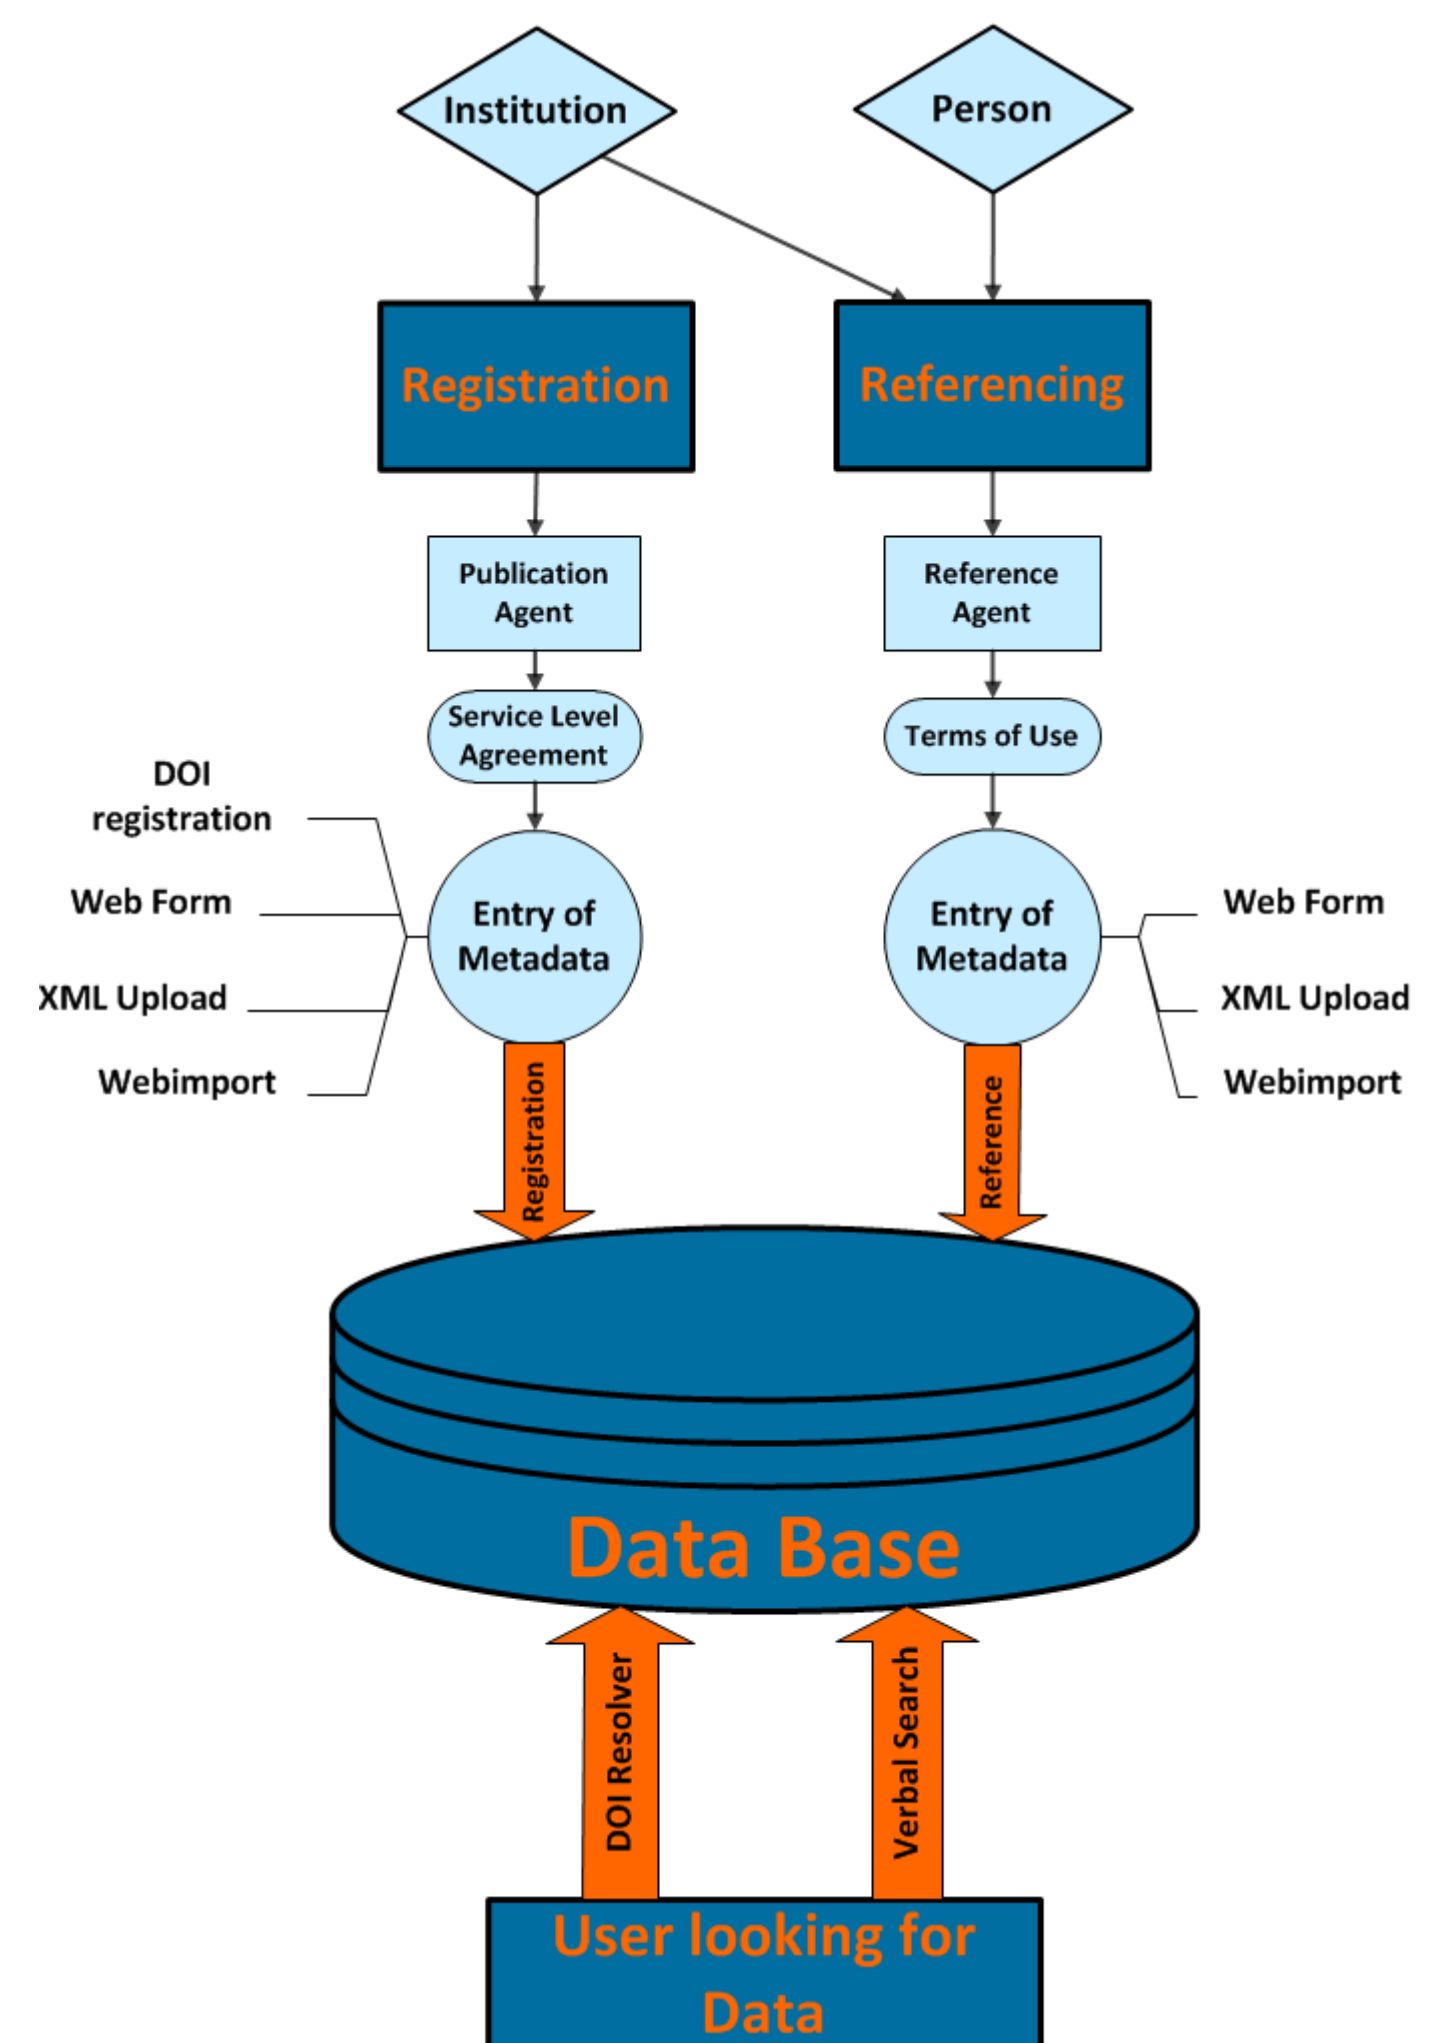 Institution
Person
Registration
Referencing
Publication
Agent
Reference
Agent
Service Level
Agreement
Terms of Use
DOI
registration
Web Form
XML Upload
Webimport
Entry of
Metadata
Entry of
Metadata
Web Form
XML Upload
Webimport
Registration
Reference
Data Base
DOI Resolver
Verbal Search
User looking for
Data